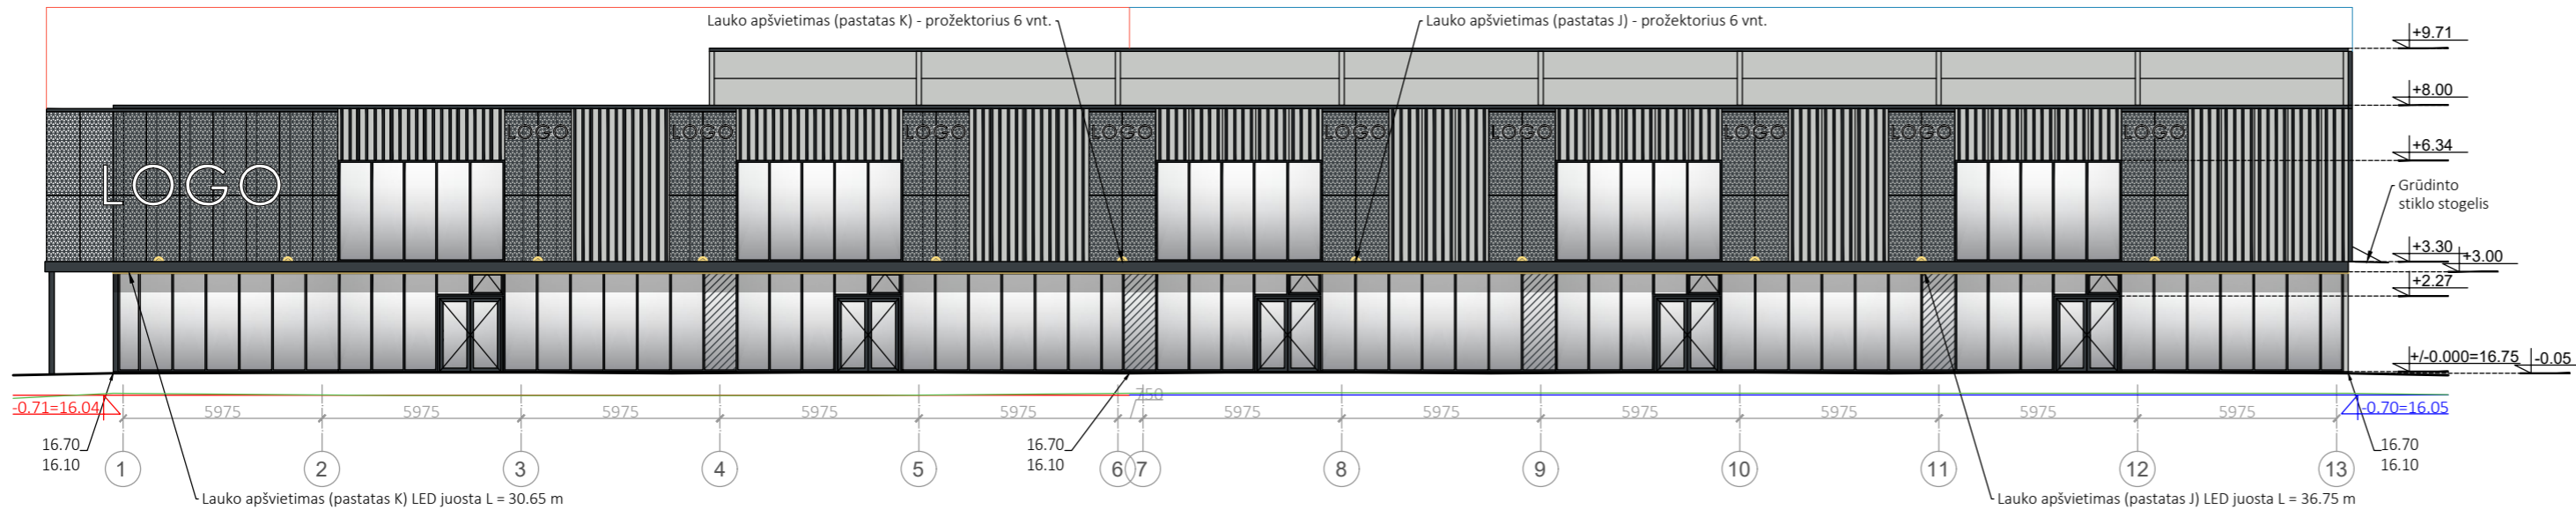 Lauko apšvietimas (pastatas K) - prožektorius 6 vnt.
Lauko apšvietimas (pastatas J) - prožektorius 6 vnt.
+9.71
+8.00
LOGO LOGO LOGO LOGO LOGO LOGO LOGO LOGO LOGO
+6.34
LOGO
Grūdinto
stiklo stogelis
+3.30
+3.00
+2.27
+/-0.000=16.75
-0.05
750
-0.71=16.04
5975 5975 5975 5975 5975 5975 5975 5975 5975 5975 5975
-0.70=16.05
16.70
16.10
16.70
16.10
16.70
16.10
1 2 3 4 5 6 7 8 9 10 11 12 13
Lauko apšvietimas (pastatas K) LED juosta L = 30.65 m
Lauko apšvietimas (pastatas J) LED juosta L = 36.75 m